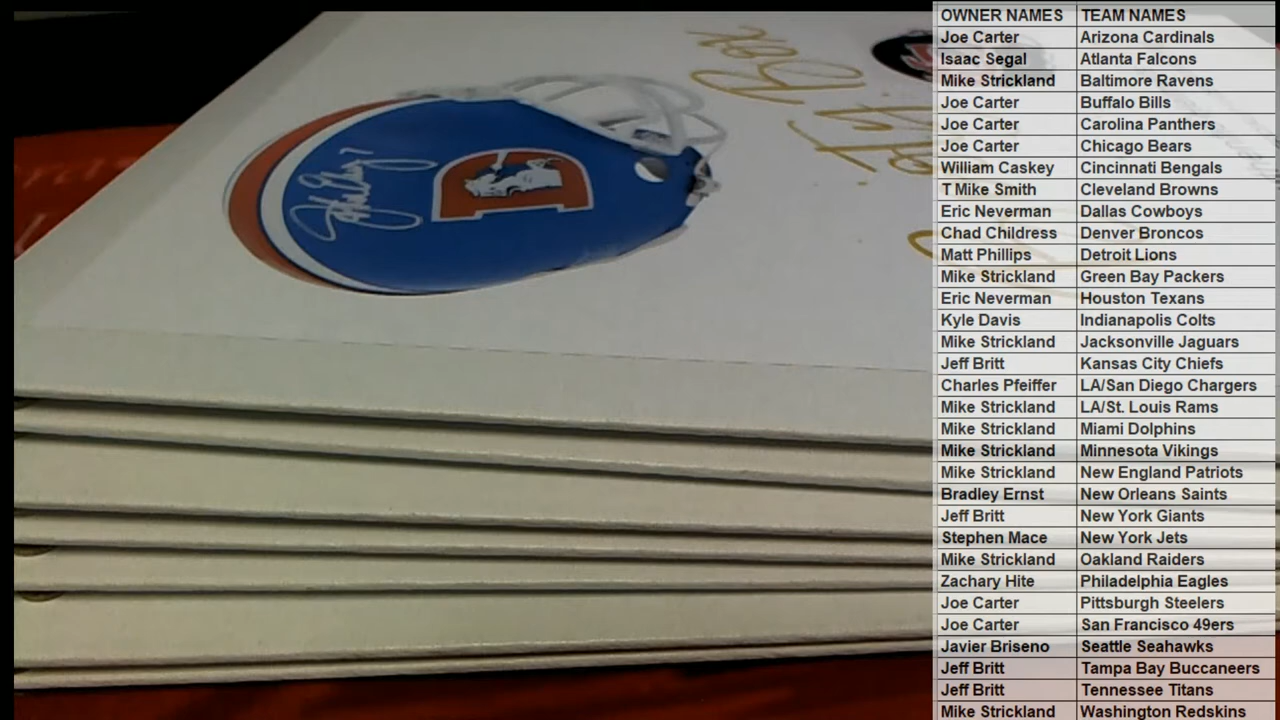 OWNER NAMES TEAM NAMES
Joe Carter Arizona Cardinals
Isaac Segal Atlanta Falcons
Mike Strickland Baltimore Ravens
Joe Carter Buffalo Bills
Joe Carter Carolina Panthers
Joe Carter Chicago Bears
William Caskey Cincinnati Bengals
T Mike Smith Cleveland Browns
Eric Neverman Dallas Cowboys
Chad Childress Denver Broncos
Matt Phillips Detroit Lions
Mike Strickland Green Bay Packers
Eric Neverman Houston Texans
Kyle Davis Indianapolis Colts
Mike Strickland Jacksonville Jaguars
Jeff Britt Kansas City Chiefs
Charles Pfeiffer LA/San Diego Chargers
Mike Strickland LA/St. Louis Rams
Mike Strickland Miami Dolphins
Mike Strickland Minnesota Vikings
Mike Strickland New England Patriots
Bradley Ernst New Orleans Saints
Jeff Britt New York Giants
Stephen Mace New York Jets
Mike Strickland Oakland Raiders
Zachary Hite Philadelphia Eagles
Joe Carter Pittsburgh Steelers
Joe Carter San Francisco 49ers
Javier Briseno Seattle Seahawks
Jeff Britt Tampa Bay Buccaneers
Jeff Britt Tennessee Titans
Mike Strickland Washington Redskins
D
7
Box